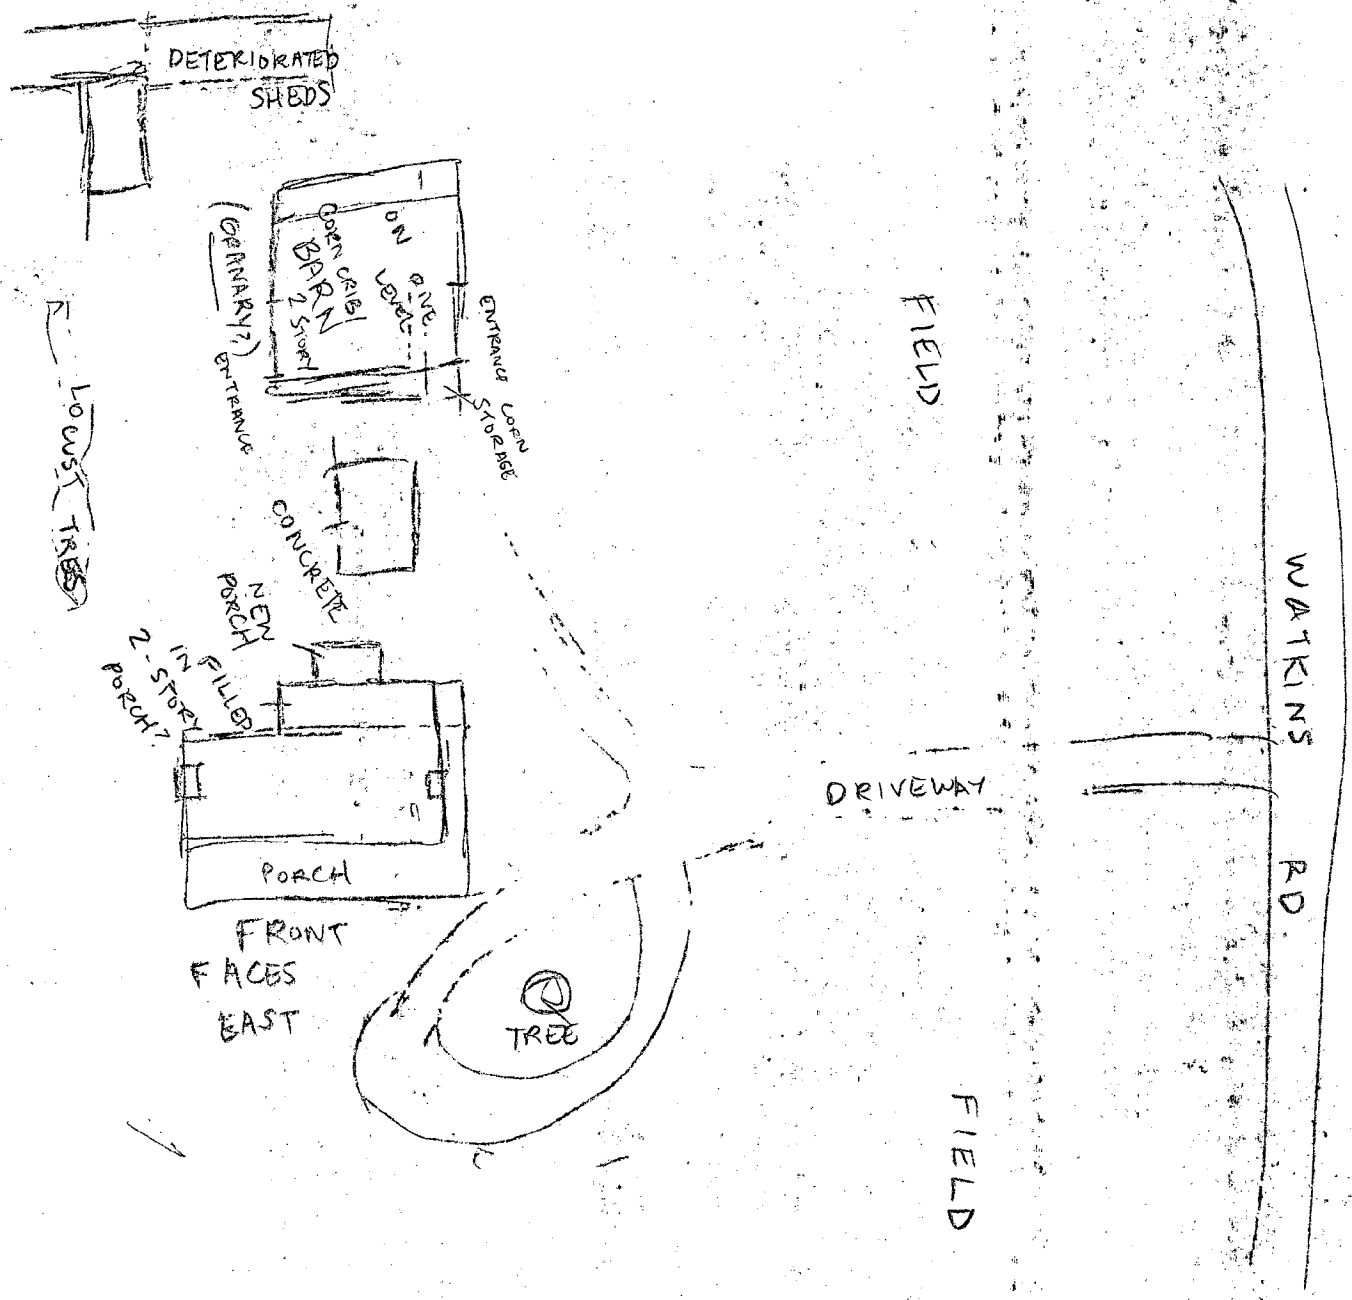 DETERIORATED
SHEDS
(GRANARY?)
ENTRANCE
CORN CRIB/
BARN
2 STORY
ON
LEVEL
ENTRANCE CORN
STORAGE
FIELD
LOCUST TREES
CONCRETE
NEW
PORCH
IN FILLED
2-STORY
PORCH?
WATKINS RD.
DRIVEWAY
PORCH
FRONT
FACES
EAST
TREE
FIELD